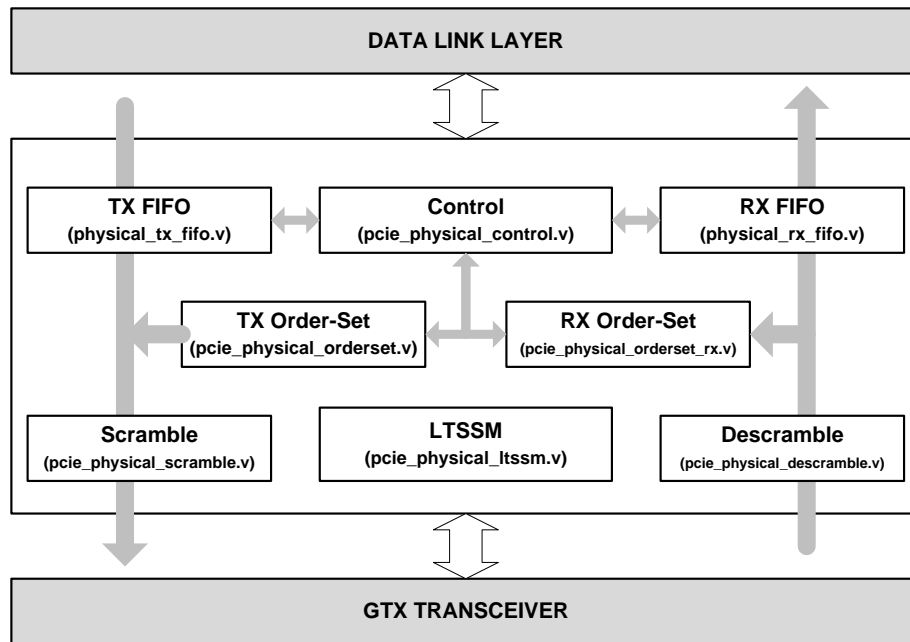 DATA LINK LAYER
TX FIFO
(physical_tx_fifo.v)
Control
(pcie_physical_control.v)
RX FIFO
(physical_rx_fifo.v)
TX Order-Set
(pcie_physical_orderset.v)
RX Order-Set
(pcie_physical_orderset_rx.v)
Scramble
(pcie_physical_scramble.v)
LTSSM
(pcie_physical_ltssm.v)
Descramble
(pcie_physical_descramble.v)
GTX TRANSCEIVER